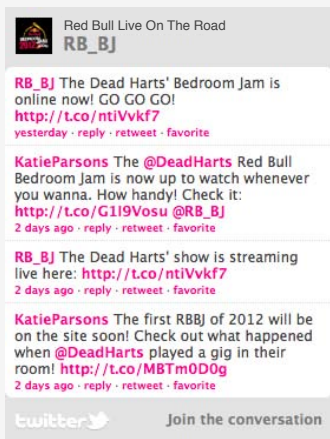 Red Bull Live On The Road
RB_BJ
RB_BJ The Dead Harts' Bedroom Jam is
online now! GO GO GO!
http://t.co/ntiVvkf7
yesterday · reply · retweet · favorite
KatieParsons The @DeadHarts Red Bull
Bedroom Jam is now up to watch whenever
you wanna. How handy! Check it:
http://t.co/G1I9Vosu @RB_BJ
2 days ago · reply · retweet · favorite
RB_BJ The Dead Harts' show is streaming
live here: http://t.co/ntiVvkf7
2 days ago · reply · retweet · favorite
KatieParsons The first RBBJ of 2012 will be
on the site soon! Check out what happened
when @DeadHarts played a gig in their
room! http://t.co/MBTm0D0g
2 days ago · reply · retweet · favorite
twitter Join the conversation